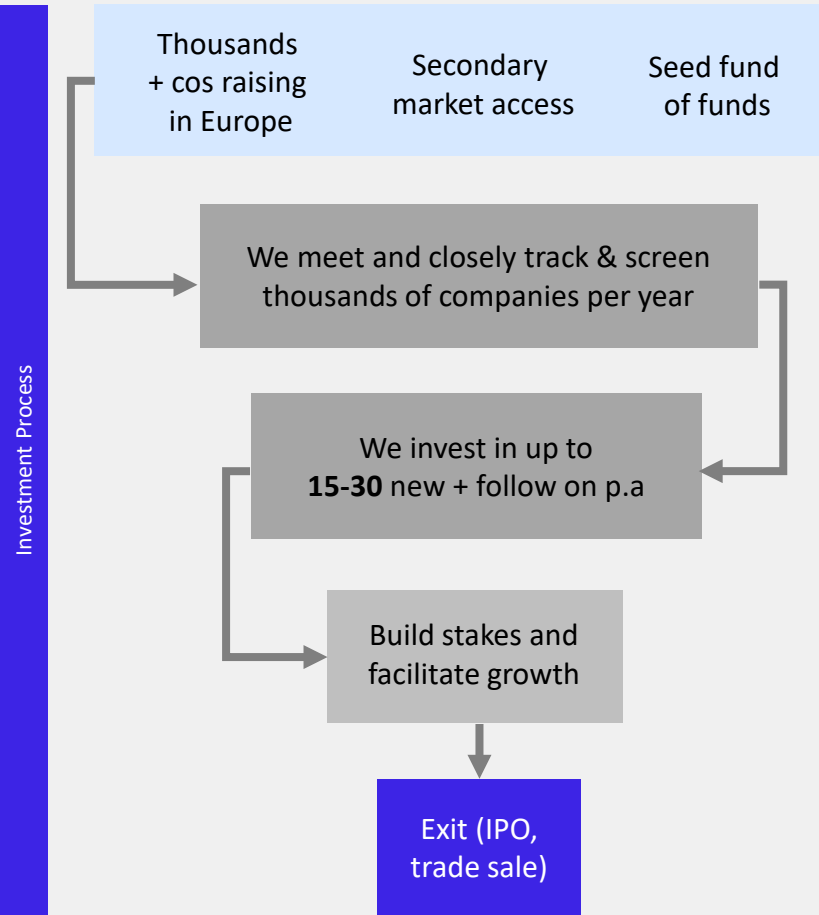 Investment Process
Thousands
+ cos raising
in Europe
Secondary
market access
Seed fund
of funds
We meet and closely track & screen
thousands of companies per year
We invest in up to
15-30 new + follow on p.a
Build stakes and
facilitate growth
Exit (IPO,
trade sale)